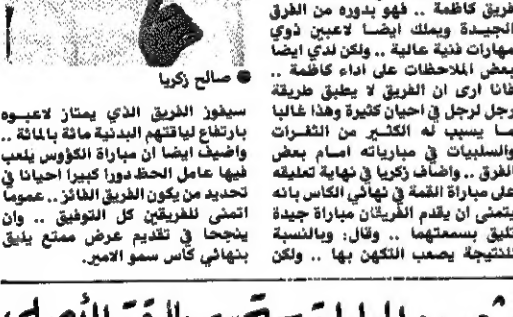 فريق كاظمة .. فهو بدوره من الفرق
الجيدة ويملك ايضا لاعبين ذوي
مهارات فنية عالية .. ولكن لدي ايضا
بعض الملاحظات على اداء كاظمة ..
فانا ارى ان الفريق لا يطبق طريقة
رجل لرجل في احيان كثيرة وهذا غالبا
ما يسبب له الكثير من الثغرات
والسلبيات في مبارياته امام بعض
الفرق .. واضاف زكريا في نهاية تعليقه
على مباراة القمة في نهائي الكاس بانه
يتمنى ان يقدم الفريقان مباراة جيدة
تليق بسمعتهما .. وقال: وبالنسبة
للنتيجة يصعب التكهن بها .. ولكن
صالح زكريا
سيفوز الفريق الذي يمتاز لاعبوه
بارتفاع لياقتهم البدنية مائة بالمائة ..
واضيف ايضا ان مباراة الكؤوس يلعب
فيها عامل الحظ دورا كبيرا احيانا في
تحديد من يكون الفريق الفائز .. عموما
اتمنى للفريقين كل التوفيق .. وان
ينجحا في تقديم عرض ممتع يليق
بنهائي كاس سمو الامير.